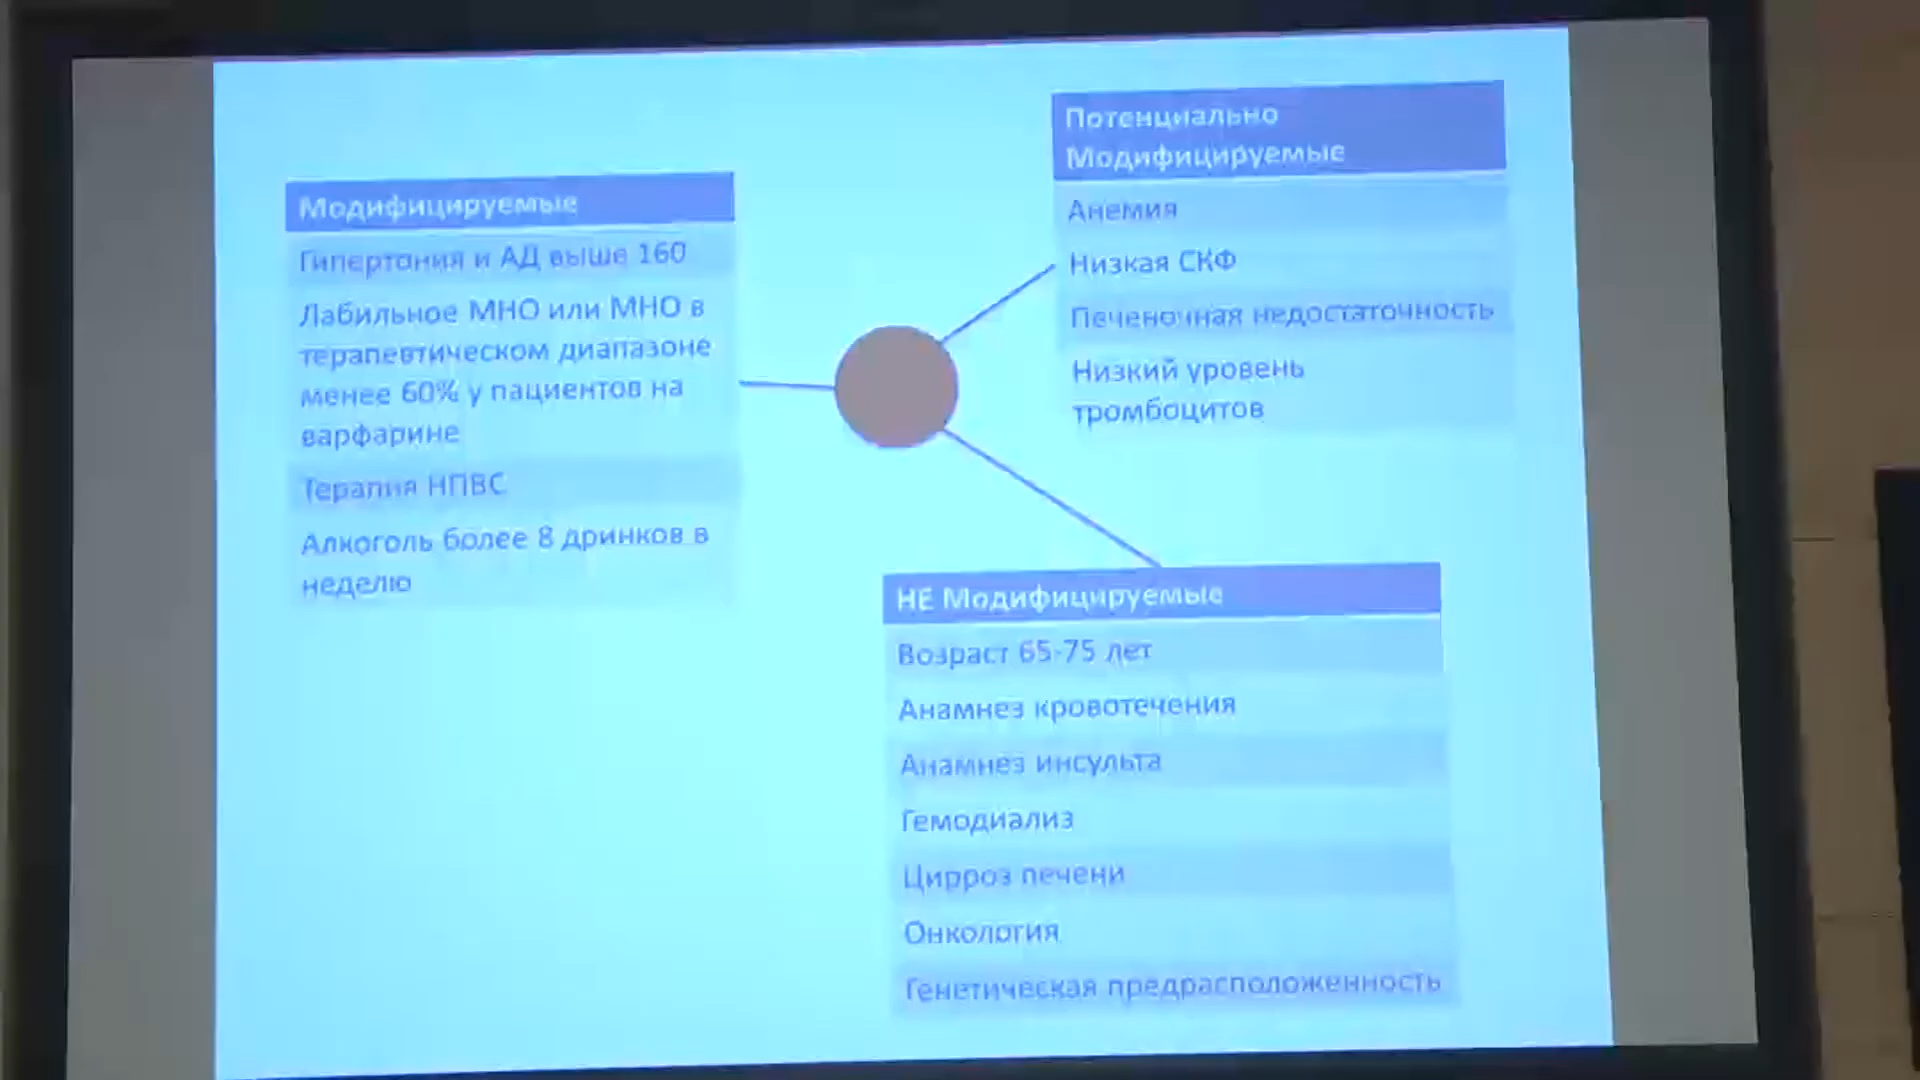 Модифицируемые
Гипертония и АД выше 160
Лабильное МНО или МНО в
терапевтическом диапазоне
менее 60% у пациентов на
варфарине
Терапия НПВС
Алкоголь более 8 дринков в
неделю
Потенциально
Модифицируемые
Анемия
Низкая СКФ
Печеночная недостаточность
Низкий уровень
тромбоцитов
НЕ Модифицируемые
Возраст 65-75 лет
Анамнез кровотечения
Анамнез инсульта
Гемодиализ
Цирроз печени
Онкология
Генетическая предрасположенность